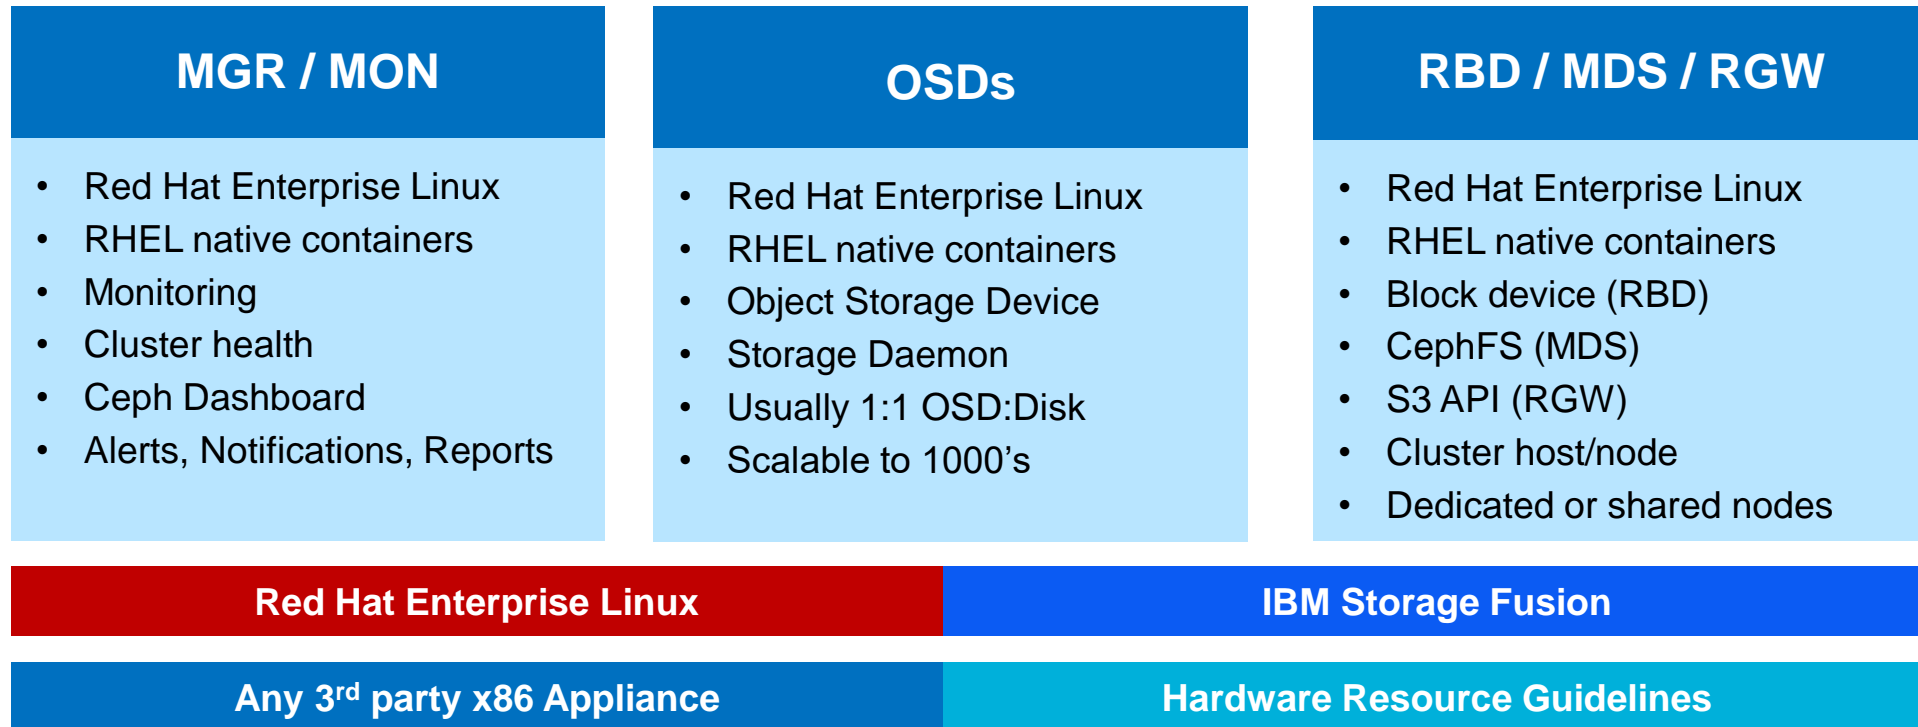 MGR / MON
• Red Hat Enterprise Linux
• RHEL native containers
• Monitoring
• Cluster health
• Ceph Dashboard
• Alerts, Notifications, Reports
OSDs
• Red Hat Enterprise Linux
• RHEL native containers
• Object Storage Device
• Storage Daemon
• Usually 1:1 OSD:Disk
• Scalable to 1000’s
RBD / MDS / RGW
• Red Hat Enterprise Linux
• RHEL native containers
• Block device (RBD)
• CephFS (MDS)
• S3 API (RGW)
• Cluster host/node
• Dedicated or shared nodes
Red Hat Enterprise Linux
IBM Storage Fusion
Any 3rd party x86 Appliance
Hardware Resource Guidelines